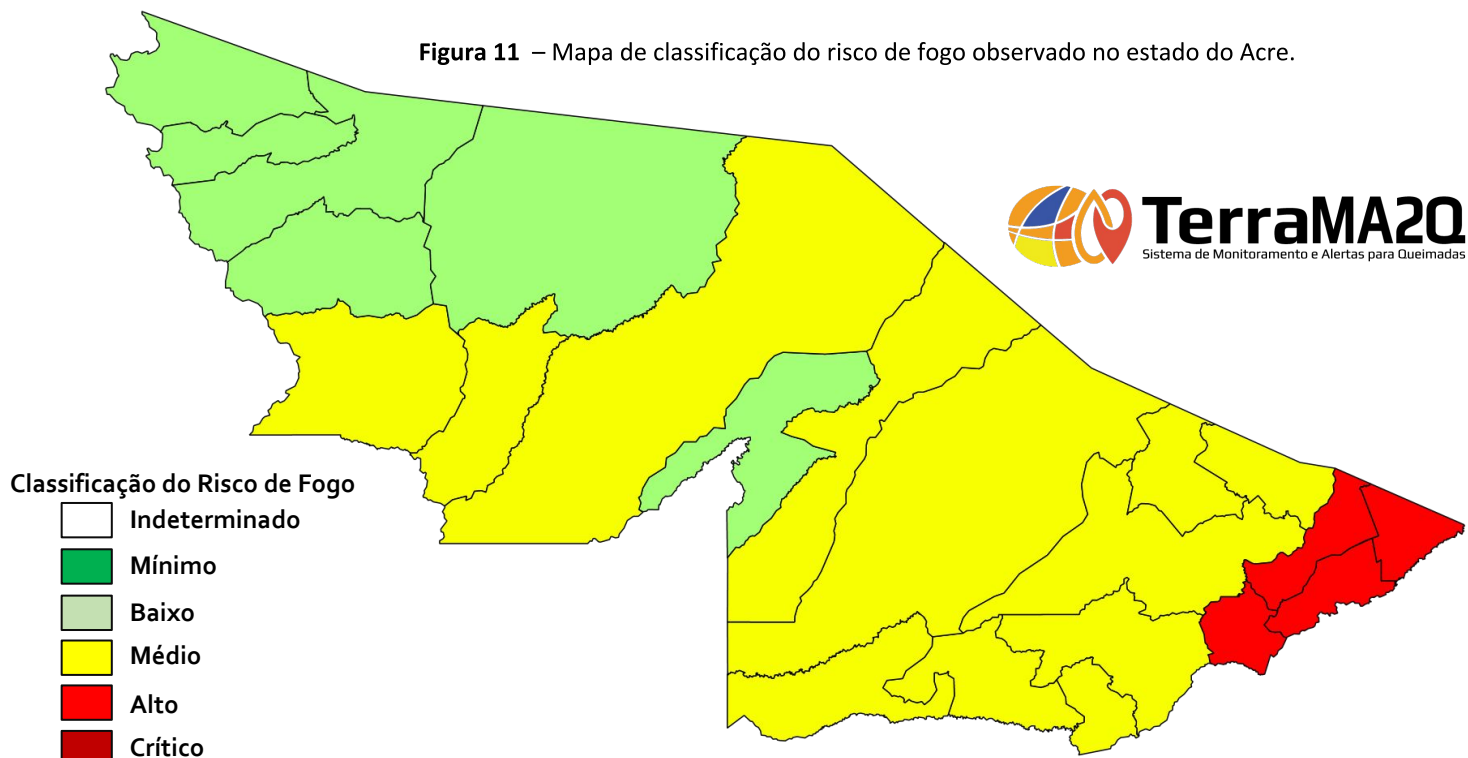 Figura 11 – Mapa de classificação do risco de fogo observado no estado do Acre.
TerraMA2Q
Sistema de Monitoramento e Alertas para Queimadas
Classificação do Risco de Fogo
Indeterminado
Mínimo
Baixo
Médio
Alto
Crítico